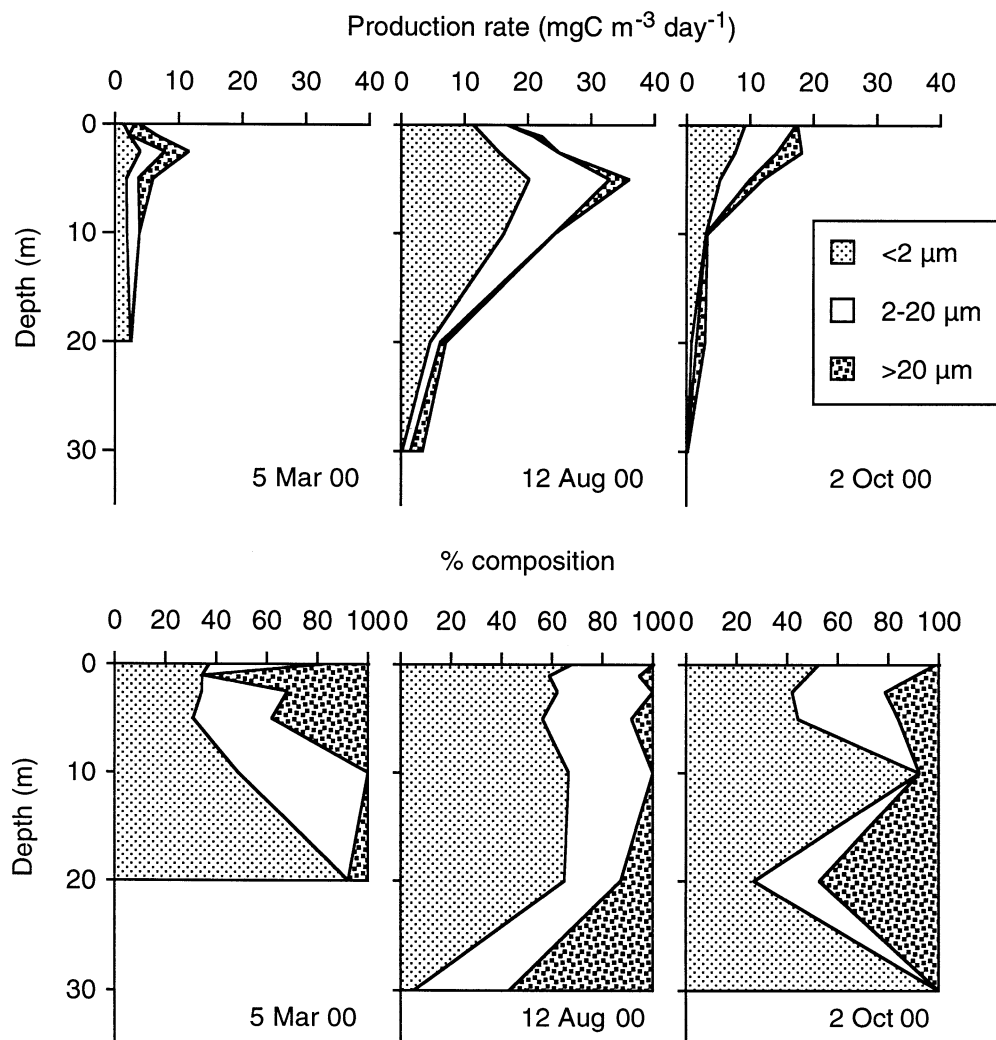 Production rate (mgC m-3 day-1)
0 10 20 30 40 0 10 20 30 40 0 10 20 30 40
0
10
20
30
Depth (m)
<2 µm
2-20 µm
>20 µm
5 Mar 00 12 Aug 00 2 Oct 00
% composition
0 20 40 60 80 100 0 20 40 60 80 100 0 20 40 60 80 100
0
10
20
30
Depth (m)
5 Mar 00 12 Aug 00 2 Oct 00